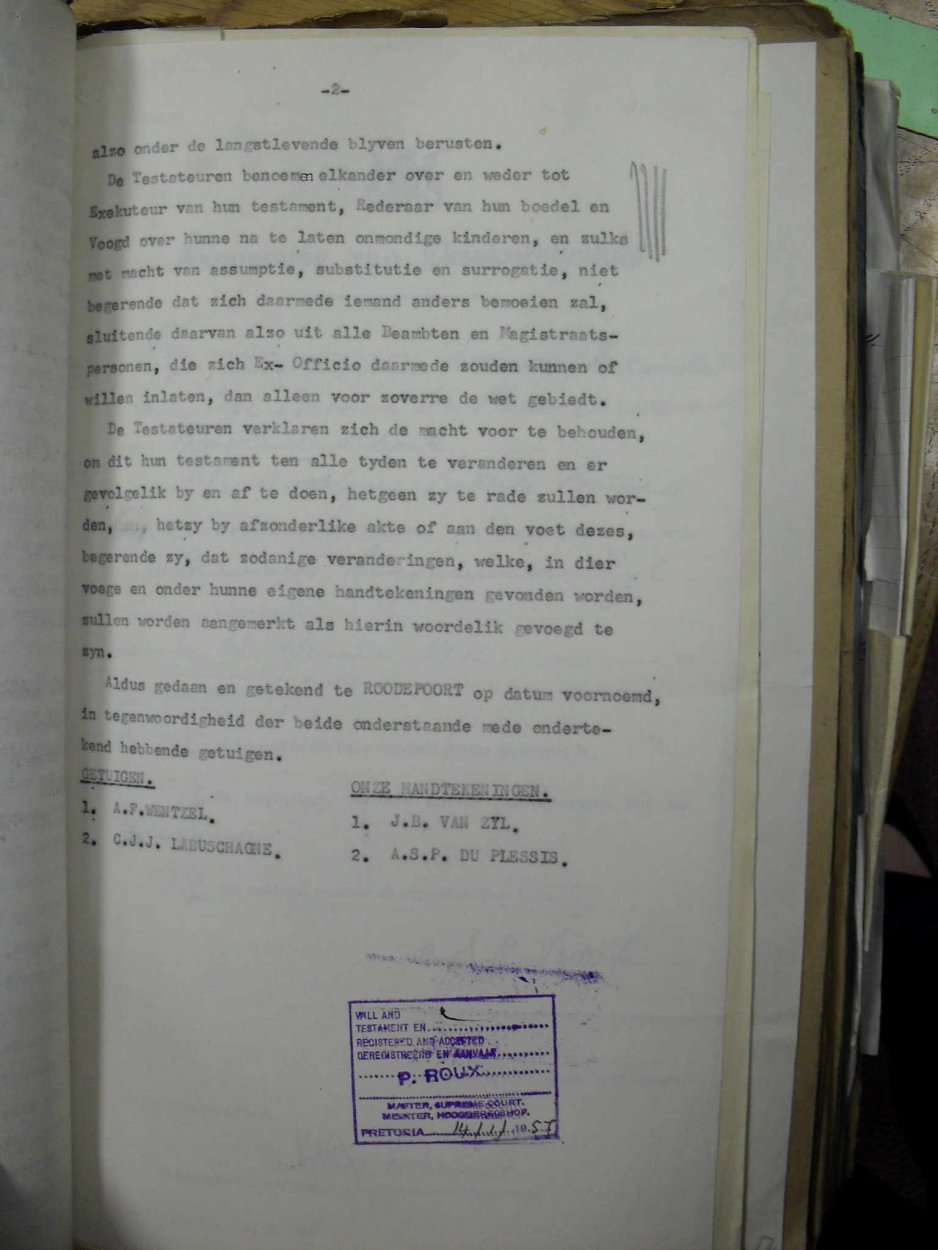 -2-
also onder de langstlevende blyven berusten.
De Testateuren benoemen elkander over en weder tot
Exekuteur van hun testament, Rederaar van hun boedel en
Voogd over hunne na te laten onmondige kinderen, en zulks
met macht van assumptie, substitutie en surrogatie, niet
begerende dat zich daarmede iemand anders bemoeien zal,
sluitende daarvan also uit alle Beambten en Magistraats-
personen, die zich Ex- Officio daarmede zouden kunnen of
willen inlaten, dan alleen voor zoverre de wet gebiedt.
De Testateuren verklaren zich de macht voor te behouden,
om dit hun testament ten alle tyden te veranderen en er
gevolgelik by en af te doen, hetgeen zy te rade zullen wor-
den, hetzy by afzonderlike akte of aan den voet dezes,
begerende zy, dat zodanige veranderingen, welke, in dier
voege en onder hunne eigene handtekeningen gevonden worden,
zullen worden aangemerkt als hierin woordelik gevoegd te
zyn.
Aldus gedaan en getekend te ROODEPOORT op datum voornoemd,
in tegenwoordigheid der beide onderstaande mede onderte-
kend hebbende getuigen.
GETUIGEN.
1. A.F.WENTZEL.
2. C.J.J. LABUSCHAGNE.
ONZE HANDTEKENINGEN.
1. J.B. VAN ZYL.
2. A.S.P. DU PLESSIS.
WILL AND
TESTAMENT EN
REGISTERED AND ACCEPTED
GEREGISTREERD EN AANVAAR
P. ROUX
MASTER, SUPREME COURT.
MEESTER, HOOGGEREGSHOF.
PRETORIA 14/1/1957